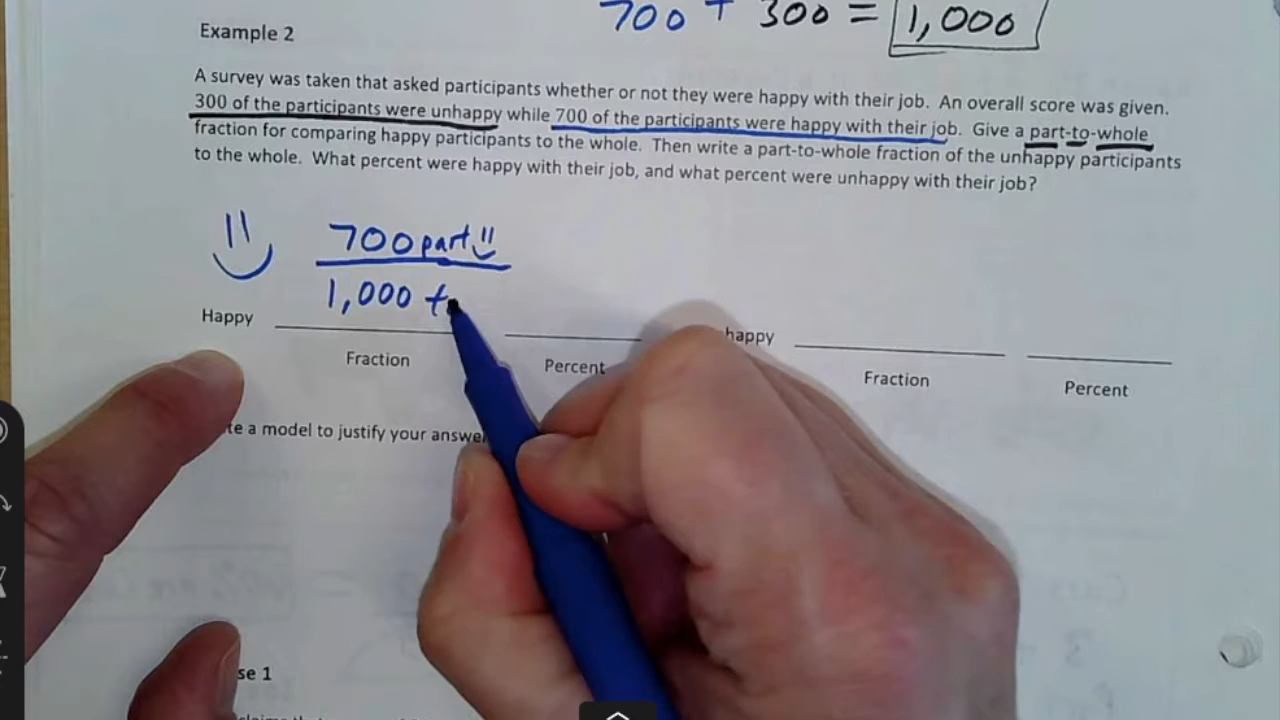 700 + 300 = 1,000
Example 2
A survey was taken that asked participants whether or not they were happy with their job. An overall score was given.
300 of the participants were unhappy while 700 of the participants were happy with their job. Give a part-to-whole
fraction for comparing happy participants to the whole. Then write a part-to-whole fraction of the unhappy participants
to the whole. What percent were happy with their job, and what percent were unhappy with their job?
700 part
1,000 t
Happy
happy
Fraction
Percent
Fraction
Percent
a model to justify your
1